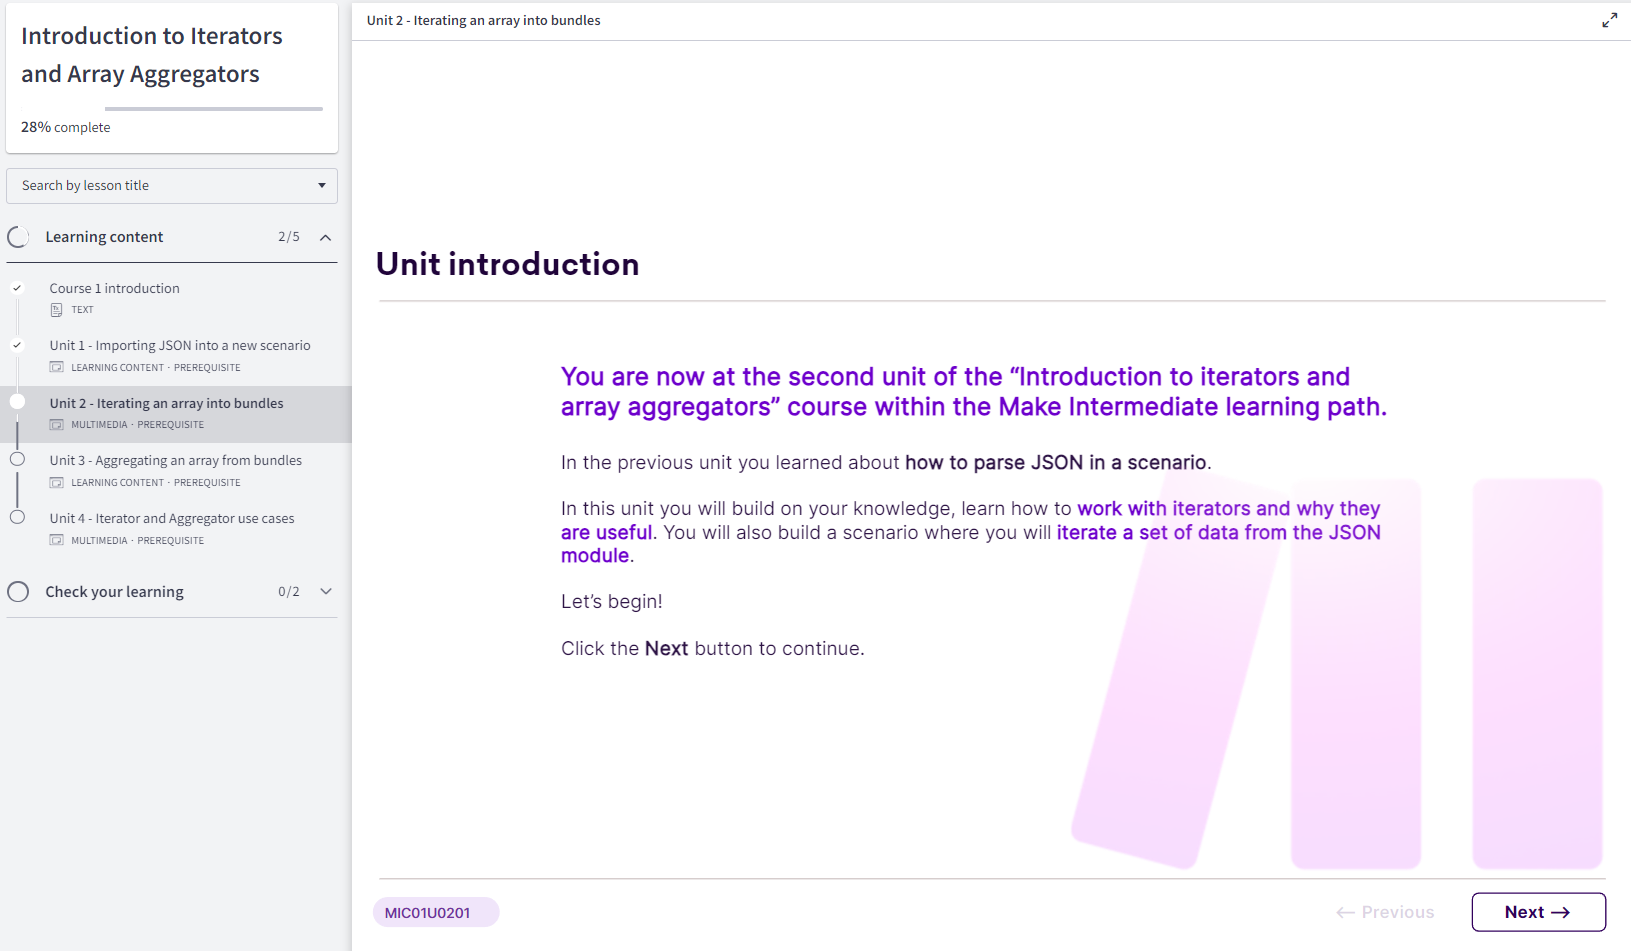 Introduction to Iterators
and Array Aggregators
28% complete
Search by lesson title
Learning content 2/5
Course 1 introduction
TEXT
Unit 1 - Importing JSON into a new scenario
LEARNING CONTENT · PREREQUISITE
Unit 2 - Iterating an array into bundles
MULTIMEDIA · PREREQUISITE
Unit 3 - Aggregating an array from bundles
LEARNING CONTENT · PREREQUISITE
Unit 4 - Iterator and Aggregator use cases
MULTIMEDIA · PREREQUISITE
Check your learning 0/2
Unit 2 - Iterating an array into bundles
Unit introduction
You are now at the second unit of the “Introduction to iterators and
array aggregators” course within the Make Intermediate learning path.
In the previous unit you learned about how to parse JSON in a scenario.
In this unit you will build on your knowledge, learn how to work with iterators and why they
are useful. You will also build a scenario where you will iterate a set of data from the JSON
module.
Let’s begin!
Click the Next button to continue.
MIC01U0201
← Previous
Next →